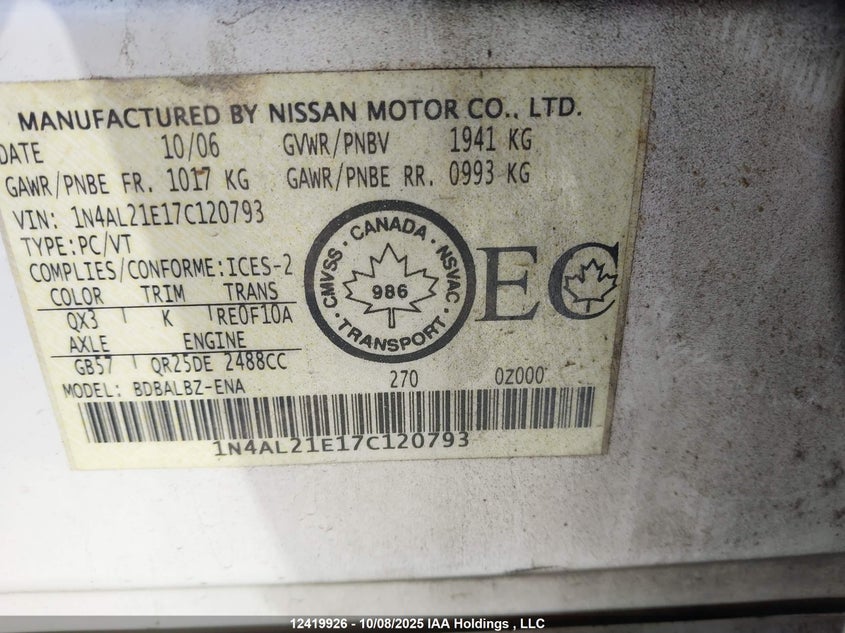 MANUFACTURED BY NISSAN MOTOR CO., LTD.
DATE 10/06 GVWR/PNBV 1941 KG
GAWR/PNBE FR. 1017 KG GAWR/PNBE RR. 0993 KG
VIN: 1N4AL21E17C120793
TYPE:PC/VT
COMPLIES/CONFORME:ICES-2
COLOR TRIM TRANS
QX3 K RE0F10A
AXLE ENGINE
GB57 QR25DE 2488CC
MODEL: BDBALBZ-ENA
CMVSS · CANADA · NSVAC · TRANSPORT ·
986
EC
270 0Z000
1N4AL21E17C120793
12419926 - 10/08/2025 IAA Holdings , LLC